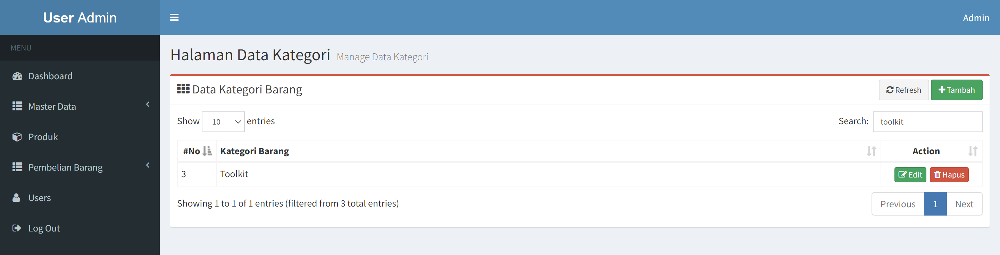 User Admin
Admin
MENU
Dashboard
Master Data
Produk
Pembelian Barang
Users
Log Out
Halaman Data Kategori Manage Data Kategori
Data Kategori Barang
Refresh
Tambah
Show 10 entries
Search: toolkit
#No Kategori Barang Action
3 Toolkit Edit Hapus
Showing 1 to 1 of 1 entries (filtered from 3 total entries)
Previous 1 Next